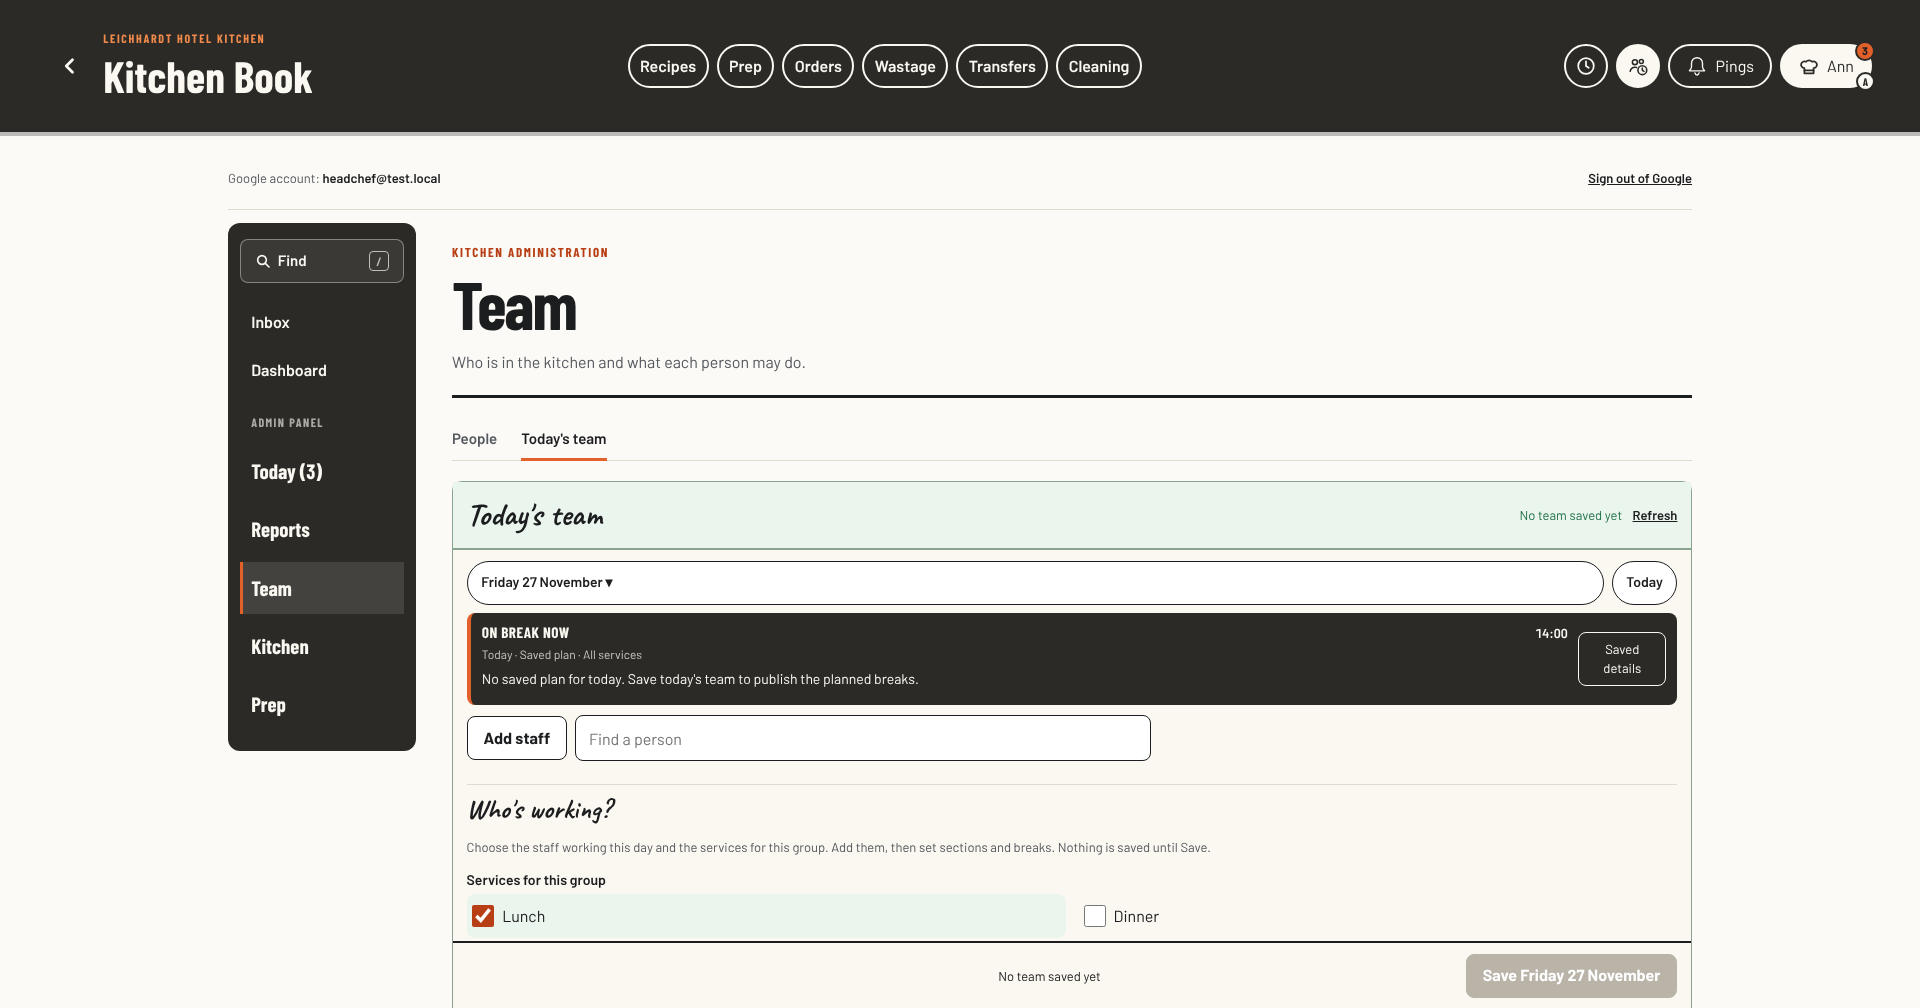 LEICHHARDT HOTEL KITCHEN
Kitchen Book
Recipes
Prep
Orders
Wastage
Transfers
Cleaning
Pings
Ann
3
A
Google account: headchef@test.local
Sign out of Google
Find
/
Inbox
Dashboard
ADMIN PANEL
Today (3)
Reports
Team
Kitchen
Prep
KITCHEN ADMINISTRATION
Team
Who is in the kitchen and what each person may do.
People
Today's team
Today's team
No team saved yet
Refresh
Friday 27 November ▾
Today
ON BREAK NOW
14:00
Today · Saved plan · All services
No saved plan for today. Save today's team to publish the planned breaks.
Saved
details
Add staff
Find a person
Who's working?
Choose the staff working this day and the services for this group. Add them, then set sections and breaks. Nothing is saved until Save.
Services for this group
Lunch
Dinner
No team saved yet
Save Friday 27 November